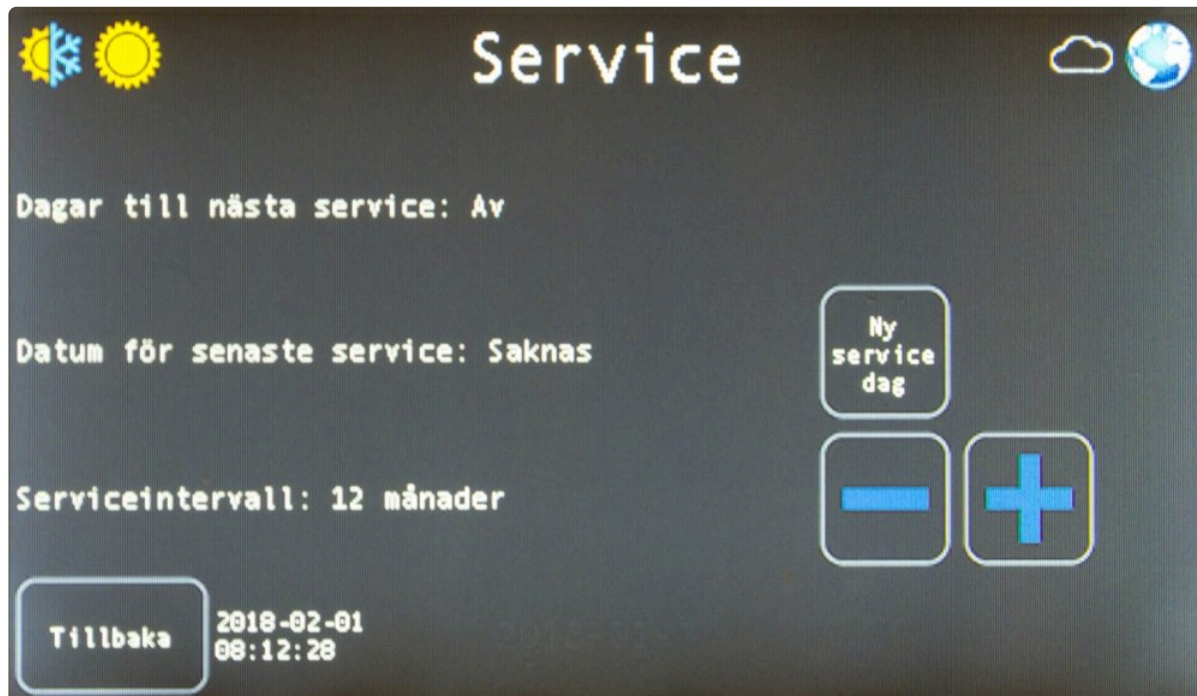 Service
Dagar till nästa service: Av
Datum för senaste service: Saknas
Ny
service
dag
Serviceintervall: 12 månader
Tillbaka
2018-02-01
08:12:28